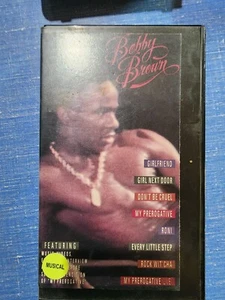 Bobby
Brown
GIRLFRIEND
GIRL NEXT DOOR
DON'T BE CRUEL
MY PREROGATIVE
RONI
EVERY LITTLE STEP
ROCK WIT'CHA
MY PREROGATIVE
FEATURING:
MUSICAL